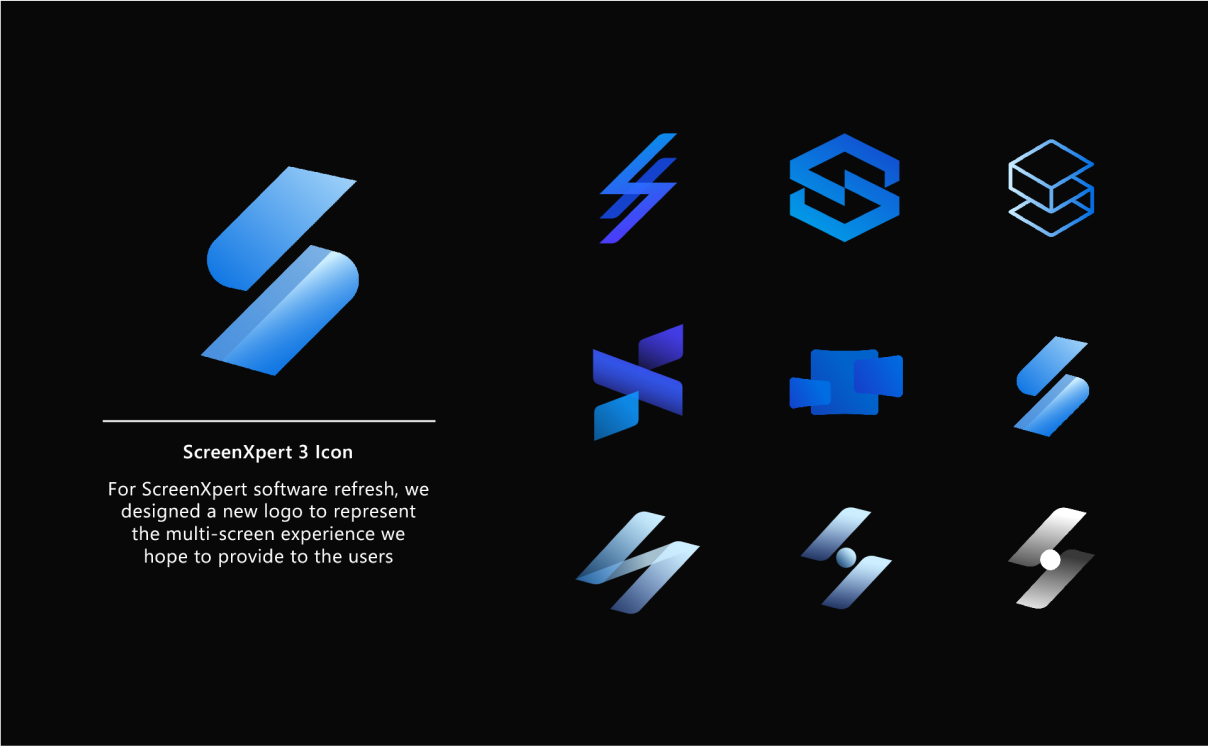 ScreenXpert 3 Icon
For ScreenXpert software refresh, we
designed a new logo to represent
the multi-screen experience we
hope to provide to the users